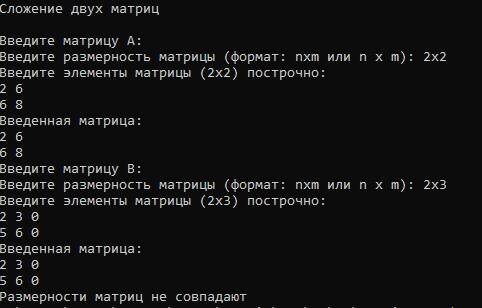 Сложение двух матриц
Введите матрицу A:
Введите размерность матрицы (формат: nxm или n x m): 2x2
Введите элементы матрицы (2x2) построчно:
2 6
6 8
Введенная матрица:
2 6
6 8
Введите матрицу B:
Введите размерность матрицы (формат: nxm или n x m): 2x3
Введите элементы матрицы (2x3) построчно:
2 3 0
5 6 0
Введенная матрица:
2 3 0
5 6 0
Размерности матриц не совпадают